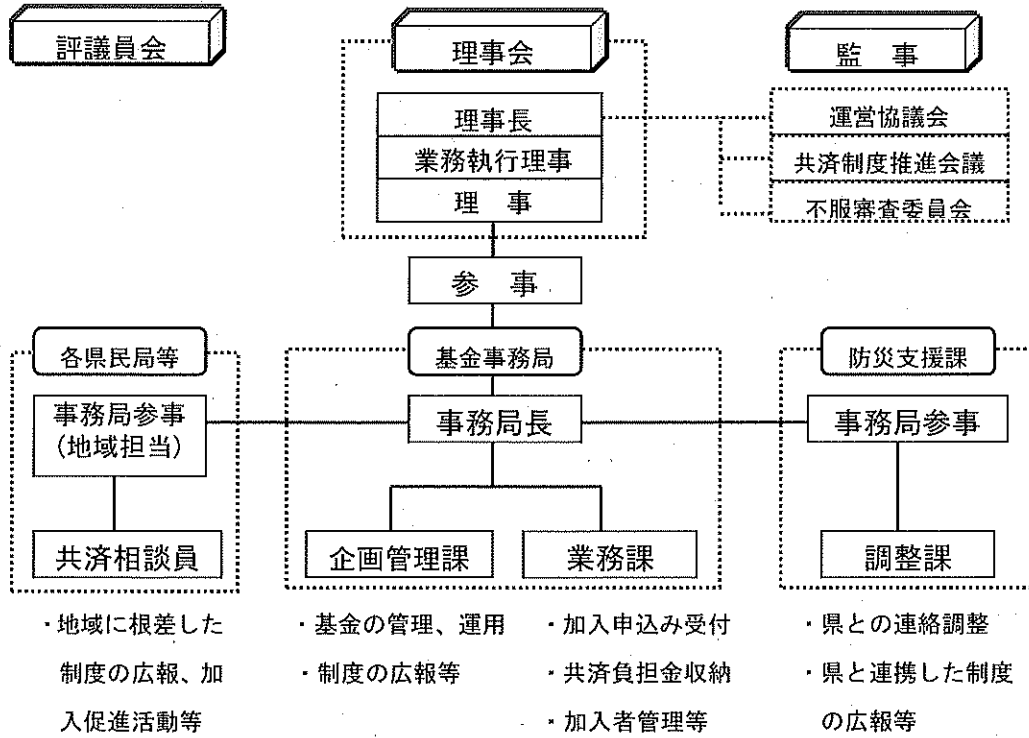 評議員会
理事会
監　事
理事長
業務執行理事
理　事
運営協議会
共済制度推進会議
不服審査委員会
参　事
各県民局等
基金事務局
防災支援課
事務局参事
（地域担当）
事務局長
事務局参事
共済相談員
企画管理課
業務課
調整課
・地域に根差した
制度の広報、加
入促進活動等
・基金の管理、運用
・制度の広報等
・加入申込み受付
・共済負担金収納
・加入者管理等
・県との連絡調整
・県と連携した制度
の広報等